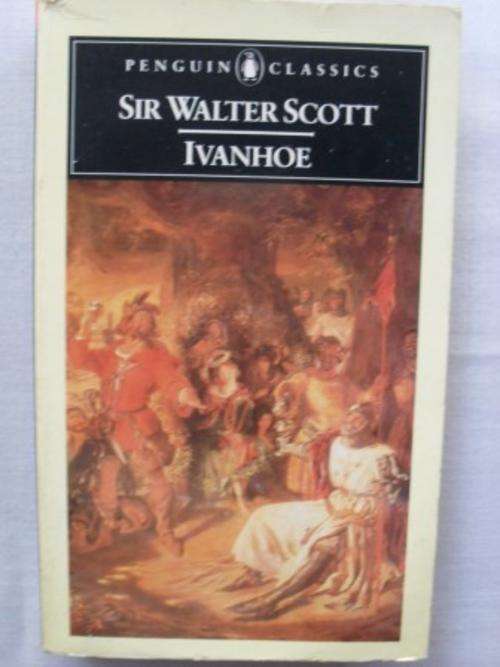 PENGUIN CLASSICS
SIR WALTER SCOTT
IVANHOE